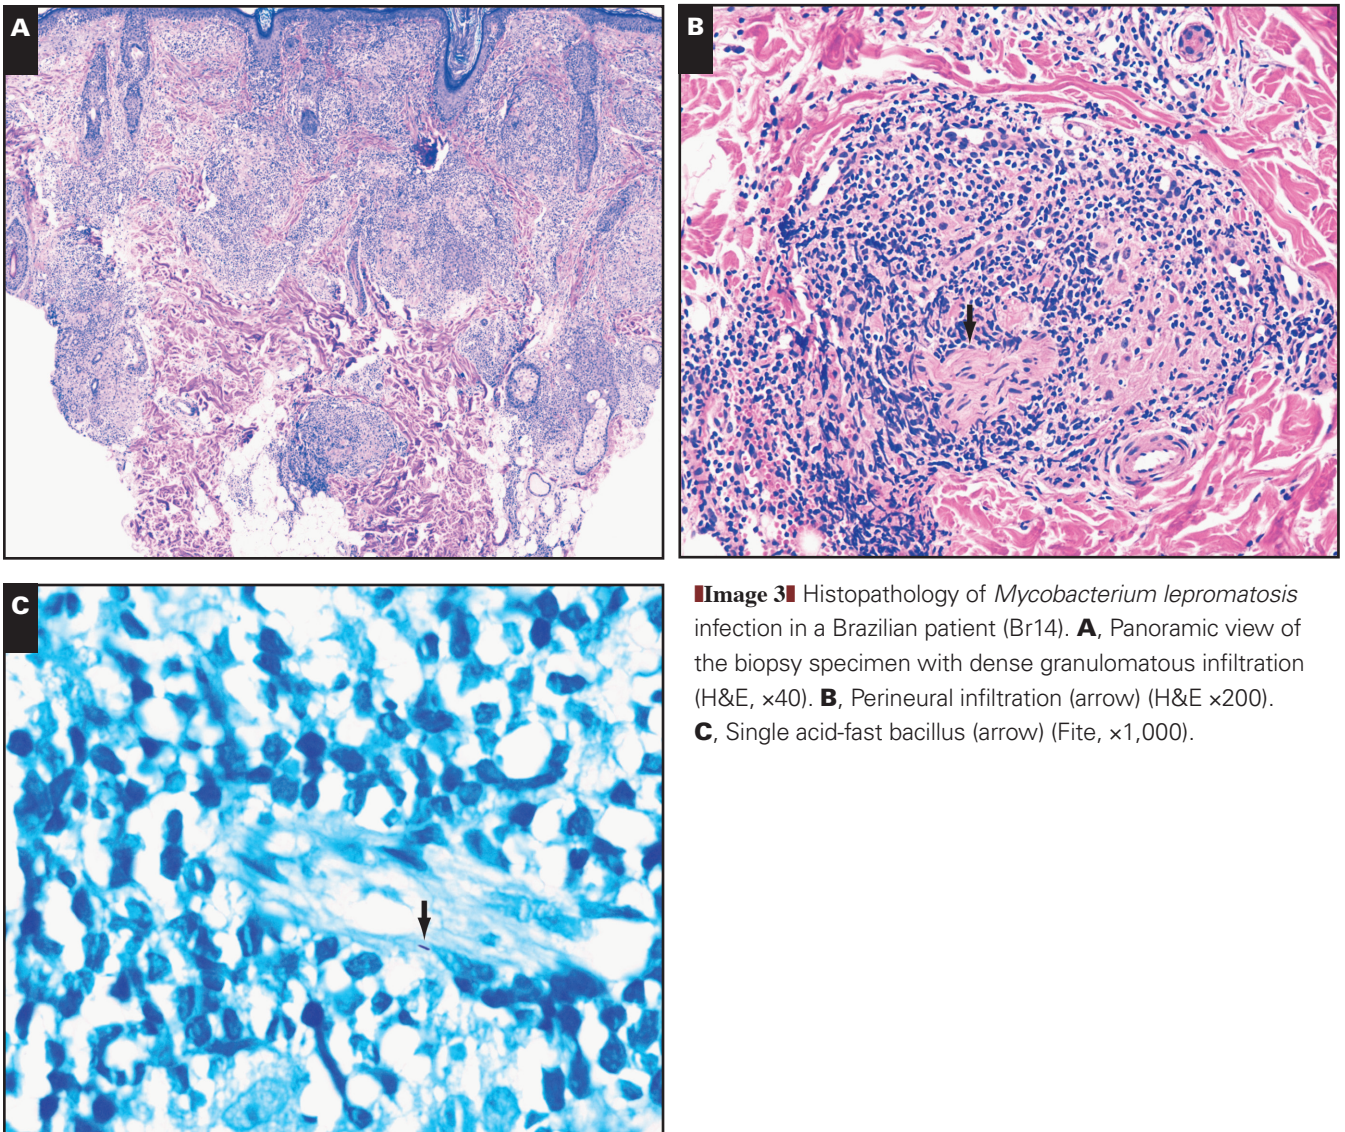 A
B
C
▌Image 3▌ Histopathology of Mycobacterium lepromatosis
infection in a Brazilian patient (Br14). A, Panoramic view of
the biopsy specimen with dense granulomatous infiltration
(H&E, ×40). B, Perineural infiltration (arrow) (H&E ×200).
C, Single acid-fast bacillus (arrow) (Fite, ×1,000).